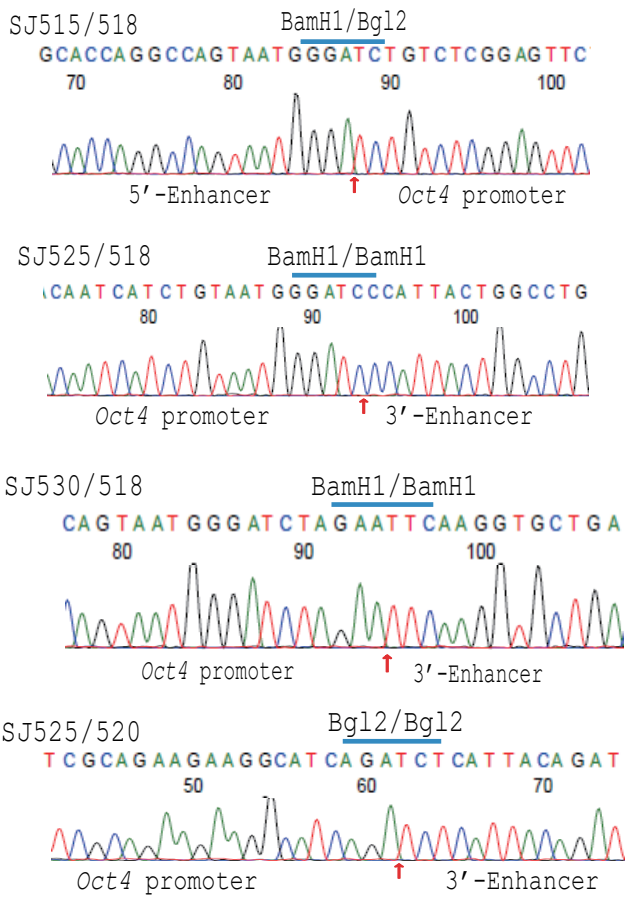 SJ515/518 BamH1/Bgl2
GCACCAGGCCAGTAATGGGATCTGTCTCGGAGTTC
70 80 90 100
5′-Enhancer Oct4 promoter
SJ525/518 BamH1/BamH1
CAATCATCTGTAATGGGATCCCATTACTGGCCTG
80 90 100
Oct4 promoter 3′-Enhancer
SJ530/518 BamH1/BamH1
CAGTAATGGGATCTAGAATTCAAGGTGCTGA
80 90 100
Oct4 promoter 3′-Enhancer
SJ525/520 Bgl2/Bgl2
TCGCAGAAGAAGGCATCAGATCTCATTACAGAT
50 60 70
Oct4 promoter 3′-Enhancer